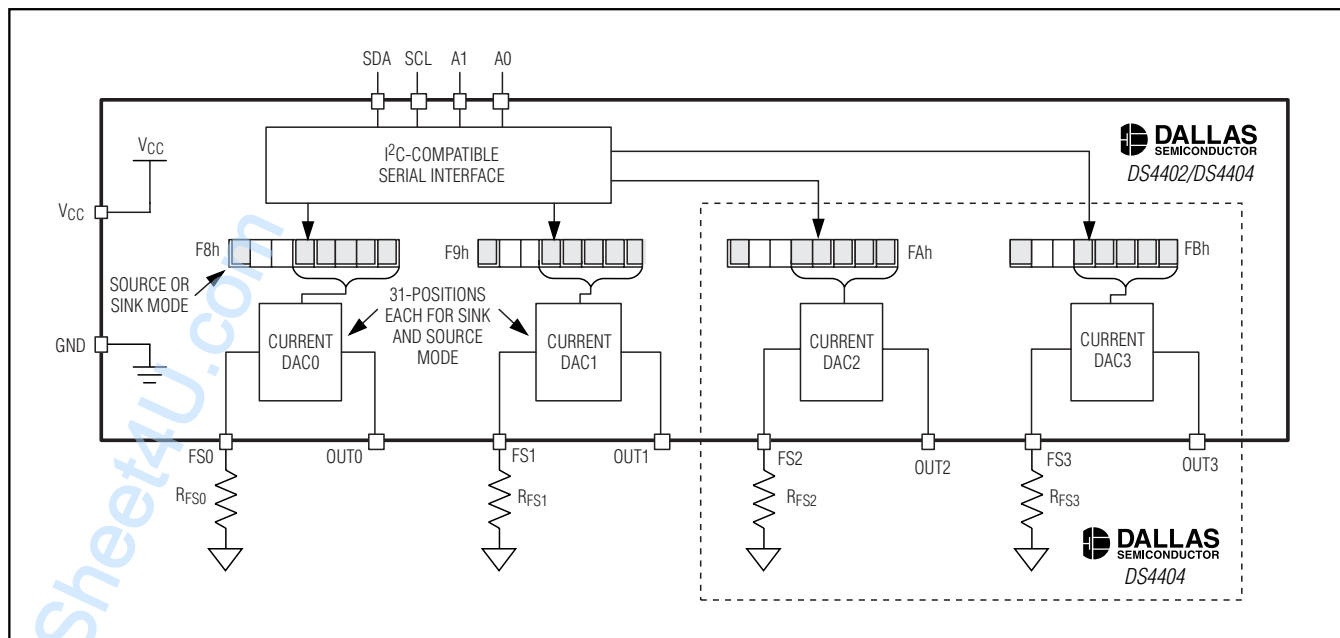 SDA SCL A1 A0
DALLAS
SEMICONDUCTOR
DS4402/DS4404
I²C-COMPATIBLE
SERIAL INTERFACE
VCC
VCC
F8h
F9h
FAh
FBh
SOURCE OR
SINK MODE
31-POSITIONS
EACH FOR SINK
AND SOURCE
MODE
GND
CURRENT
DAC0
CURRENT
DAC1
CURRENT
DAC2
CURRENT
DAC3
FS0
OUT0
FS1
OUT1
FS2
OUT2
FS3
OUT3
RFS0
RFS1
RFS2
RFS3
DALLAS
SEMICONDUCTOR
DS4404
Sheet4U.com